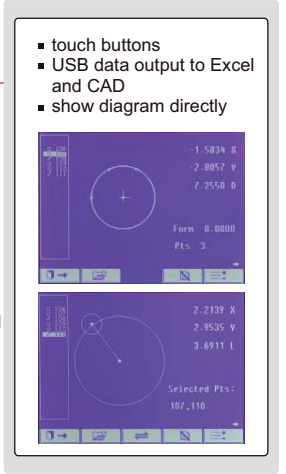 touch buttons
USB data output to Excel
and CAD
show diagram directly
-1.5834 X
-2.8057 Y
7.2550 D
Form 0.0000
Pts 3
2.2139 X
2.9535 Y
3.6911 L
Selected Pts:
107,110